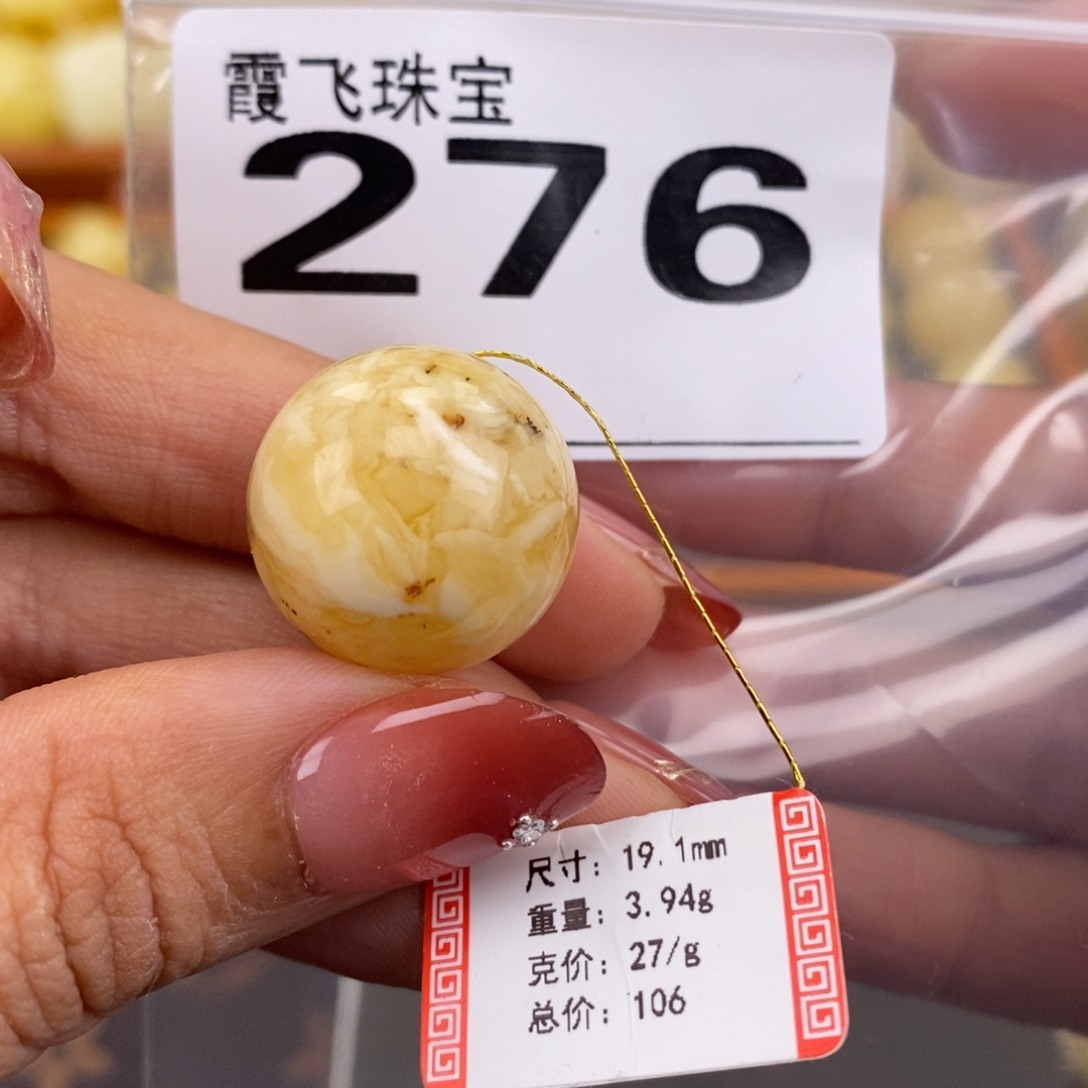 霞飞珠宝
276
尺寸：19.1mm
重量：3.94g
克价：27/g
总价：106